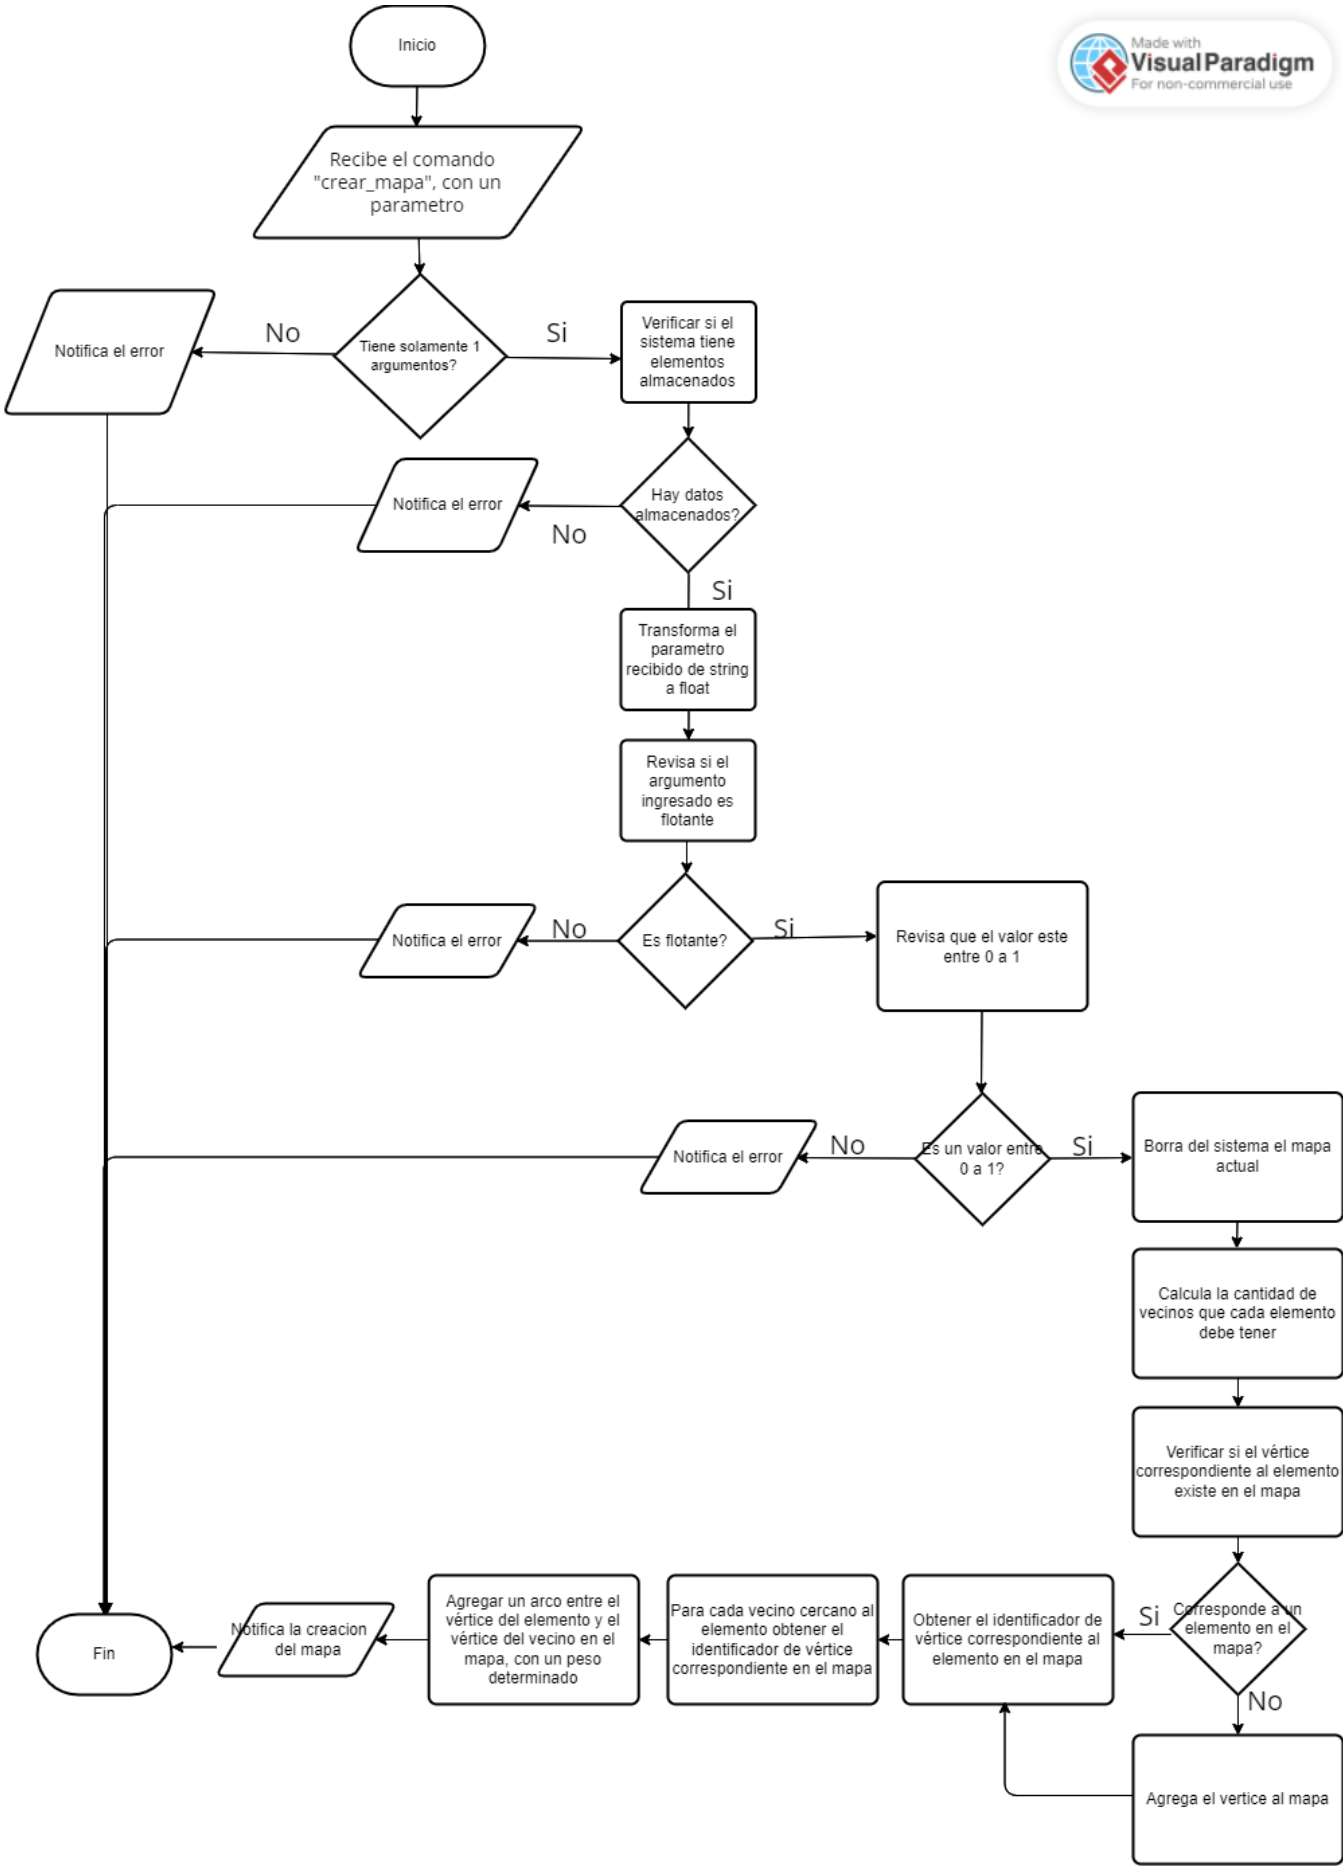 Inicio
Made with
Visual Paradigm
For non-commercial use
Recibe el comando
"crear_mapa", con un
parametro
Tiene solamente 1
argumentos?
No
Si
Notifica el error
Verificar si el
sistema tiene
elementos
almacenados
Hay datos
almacenados?
No
Notifica el error
Si
Transforma el
parametro
recibido de string
a float
Revisa si el
argumento
ingresado es
flotante
Es flotante?
No
Notifica el error
Si
Revisa que el valor este
entre 0 a 1
Es un valor entre
0 a 1?
No
Notifica el error
Si
Borra del sistema el mapa
actual
Calcula la cantidad de
vecinos que cada elemento
debe tener
Verificar si el vértice
correspondiente al elemento
existe en el mapa
Corresponde a un
elemento en el
mapa?
Si
No
Agrega el vertice al mapa
Obtener el identificador de
vértice correspondiente al
elemento en el mapa
Para cada vecino cercano al
elemento obtener el
identificador de vértice
correspondiente en el mapa
Agregar un arco entre el
vértice del elemento y el
vértice del vecino en el
mapa, con un peso
determinado
Notifica la creacion
del mapa
Fin